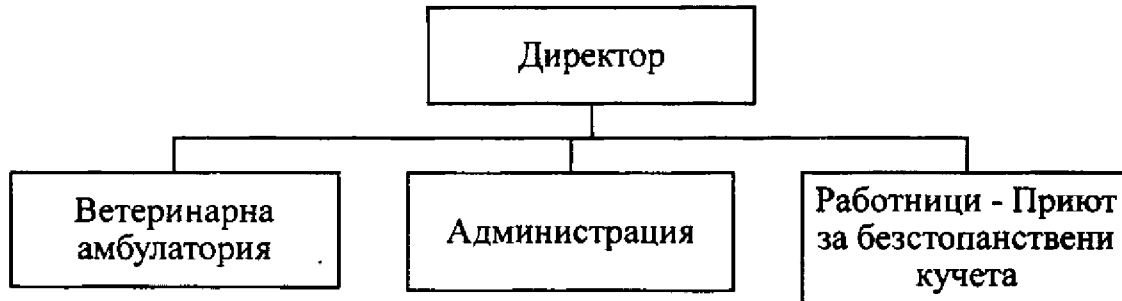 Директор
Ветеринарна
амбулатория
Администрация
Работници - Приют
за безстопанствени
кучета